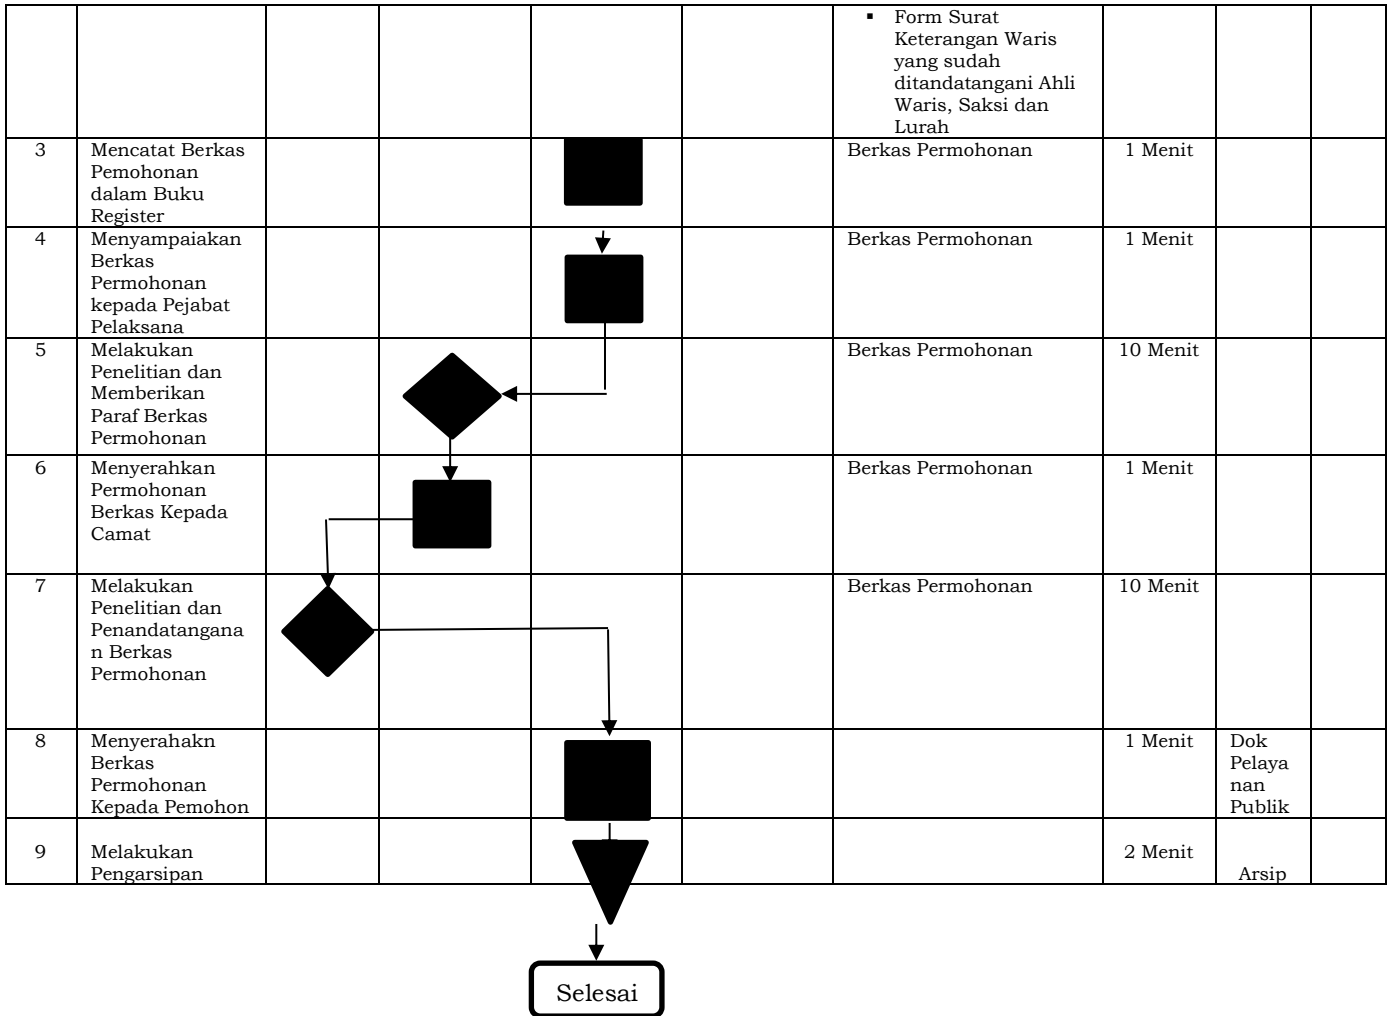 ▪ Form Surat
Keterangan Waris
yang sudah
ditandatangani Ahli
Waris, Saksi dan
Lurah
3
Mencatat Berkas
Pemohonan
dalam Buku
Register
Berkas Permohonan
1 Menit
4
Menyampaiakan
Berkas
Permohonan
kepada Pejabat
Pelaksana
Berkas Permohonan
1 Menit
5
Melakukan
Penelitian dan
Memberikan
Paraf Berkas
Permohonan
Berkas Permohonan
10 Menit
6
Menyerahkan
Permohonan
Berkas Kepada
Camat
Berkas Permohonan
1 Menit
7
Melakukan
Penelitian dan
Penandatangana
n Berkas
Permohonan
Berkas Permohonan
10 Menit
8
Menyerahakn
Berkas
Permohonan
Kepada Pemohon
1 Menit
Dok
Pelaya
nan
Publik
9
Melakukan
Pengarsipan
2 Menit
Arsip
Selesai